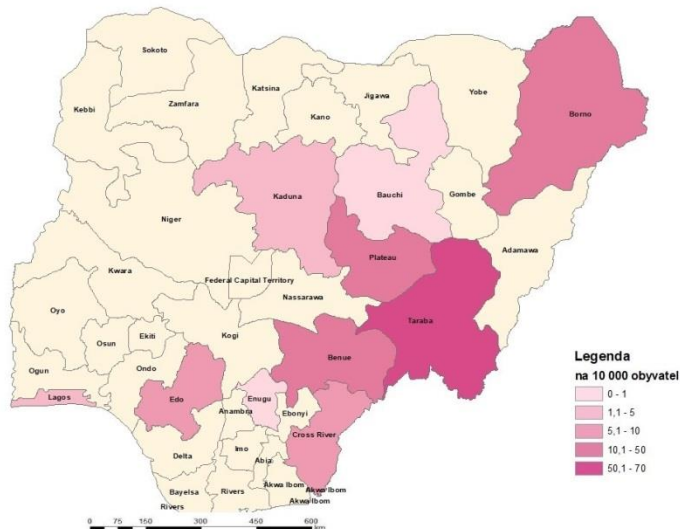 Sokoto
Kebbi
Zamfara
Katsina
Kano
Jigawa
Yobe
Borno
Kaduna
Bauchi
Gombe
Niger
Adamawa
Plateau
Kwara
Federal Capital Territory
Nassarawa
Taraba
Oyo
Osun
Ekiti
Kogi
Benue
Ogun
Ondo
Lagos
Edo
Enugu
Anambra
Ebonyi
Cross River
Delta
Imo
Abia
Bayelsa
Rivers
Rivers
Akwa Ibom
Akwa Ibom
Akwa Ibom
Legenda
na 10 000 obyvatel
0 - 1
1,1 - 5
5,1 - 10
10,1 - 50
50,1 - 70
0 75 150 300 450 600
km